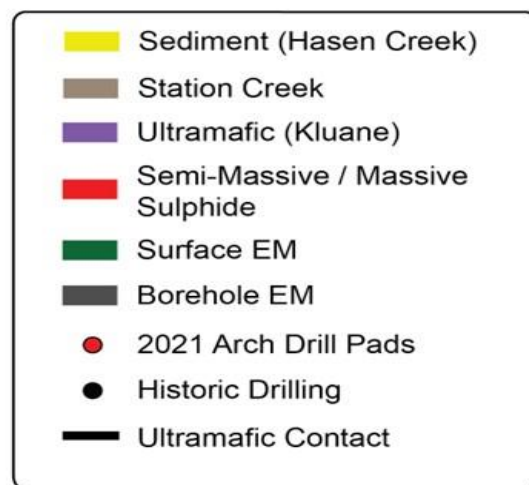 Sediment (Hasen Creek)
Station Creek
Ultramafic (Kluane)
Semi-Massive / Massive
Sulphide
Surface EM
Borehole EM
2021 Arch Drill Pads
Historic Drilling
Ultramafic Contact